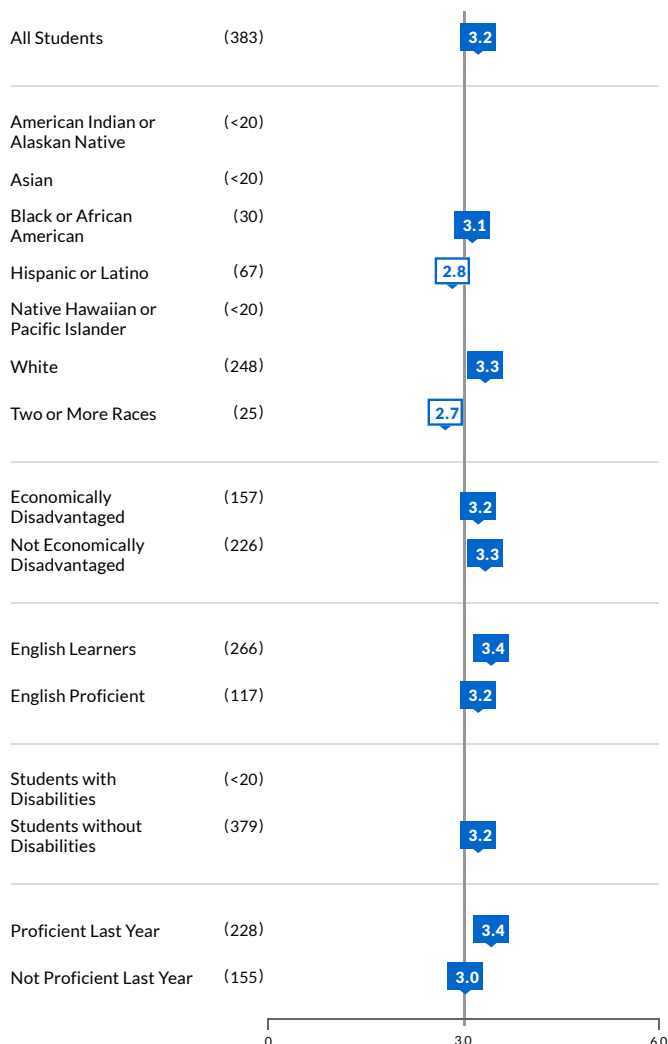 All Students (383) 3.2
American Indian or
Alaskan Native
(<20)
Asian (<20)
Black or African
American
(30) 3.1
Hispanic or Latino (67) 2.8
Native Hawaiian or
Pacific Islander
(<20)
White (248) 3.3
Two or More Races (25) 2.7
Economically
Disadvantaged
(157) 3.2
Not Economically
Disadvantaged
(226) 3.3
English Learners (266) 3.4
English Proficient (117) 3.2
Students with
Disabilities
(<20)
Students without
Disabilities
(379) 3.2
Proficient Last Year (228) 3.4
Not Proficient Last Year (155) 3.0
0 3.0 6.0